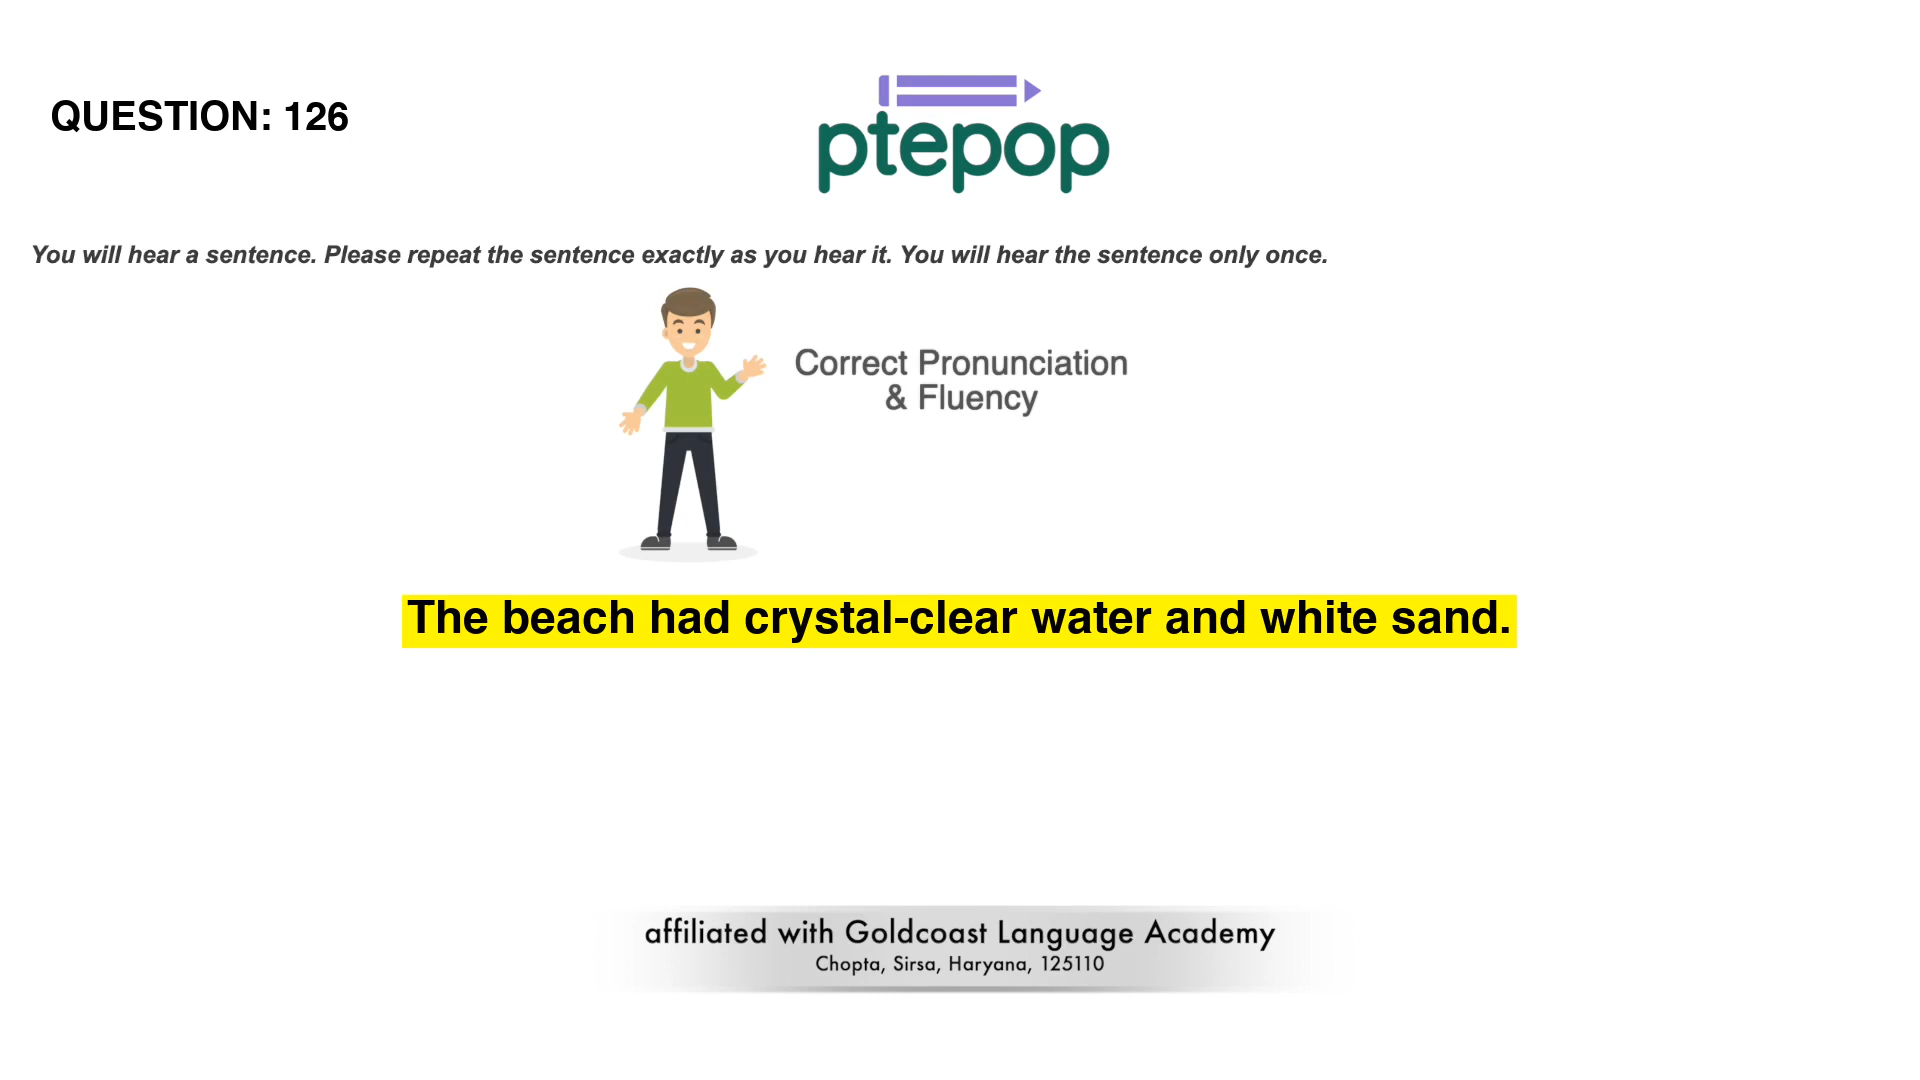 QUESTION: 126
ptepop
You will hear a sentence. Please repeat the sentence exactly as you hear it. You will hear the sentence only once.
Correct Pronunciation
& Fluency
The beach had crystal-clear water and white sand.
affiliated with Goldcoast Language Academy
Chopta, Sirsa, Haryana, 125110